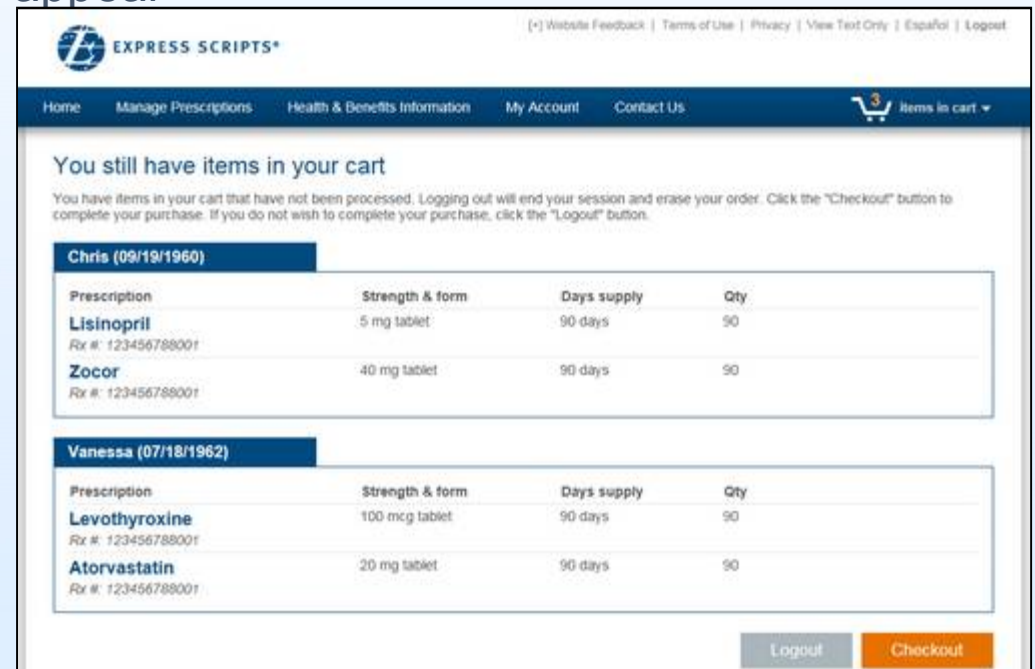 appear
EXPRESS SCRIPTS®
[+] Website Feedback | Terms of Use | Privacy | View Text Only | Español | Logout
Home Manage Prescriptions Health & Benefits Information My Account Contact Us 3 items in cart
You still have items in your cart
You have items in your cart that have not been processed. Logging out will end your session and erase your order. Click the "Checkout" button to
complete your purchase. If you do not wish to complete your purchase, click the "Logout" button.
Chris (09/19/1960)
Prescription Strength & form Days supply Qty
Lisinopril 5 mg tablet 90 days 90
Rx #: 123456788001
Zocor 40 mg tablet 90 days 90
Rx #: 123456788001
Vanessa (07/18/1962)
Prescription Strength & form Days supply Qty
Levothyroxine 100 mcg tablet 90 days 90
Rx #: 123456788001
Atorvastatin 20 mg tablet 90 days 90
Rx #: 123456788001
Logout Checkout